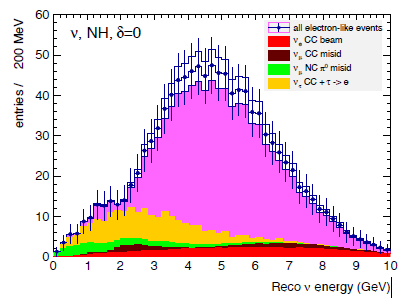 60
50
40
30
20
10
0
entries / 200 MeV
ν, NH, δ=0
all electron-like events
νe CC beam
νμ CC misid
νμ NC π⁰ misid
ντ CC + τ -> e
0 1 2 3 4 5 6 7 8 9 10
Reco ν energy (GeV)